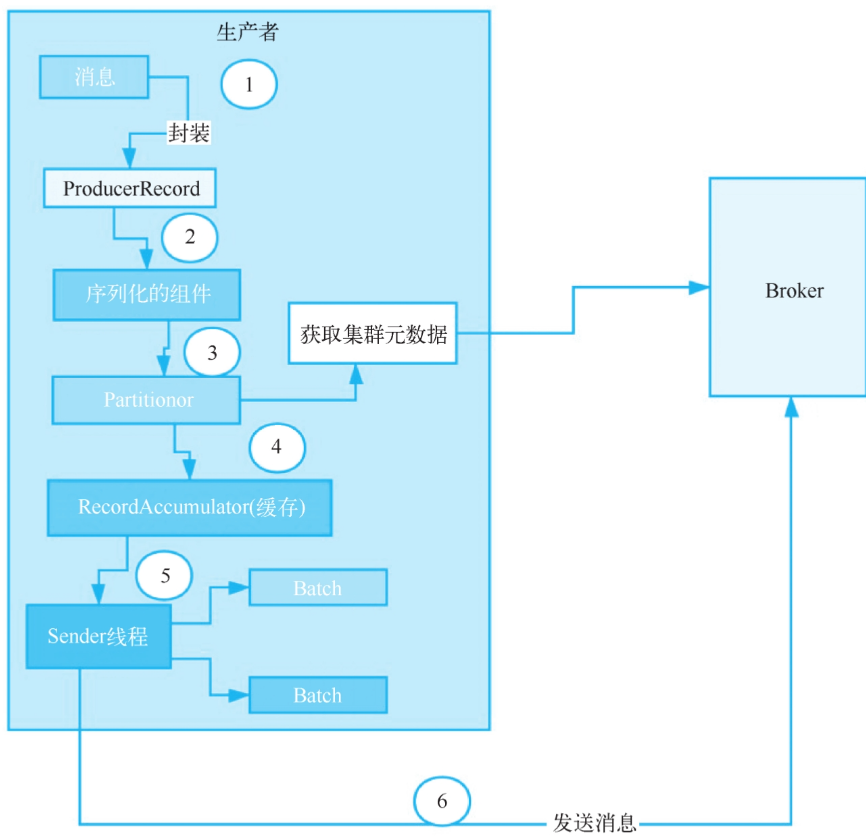 生产者
消息
1
封装
ProducerRecord
2
序列化的组件
3
获取集群元数据
Broker
Partitionor
4
RecordAccumulator(缓存)
5
Batch
Sender线程
Batch
6
发送消息